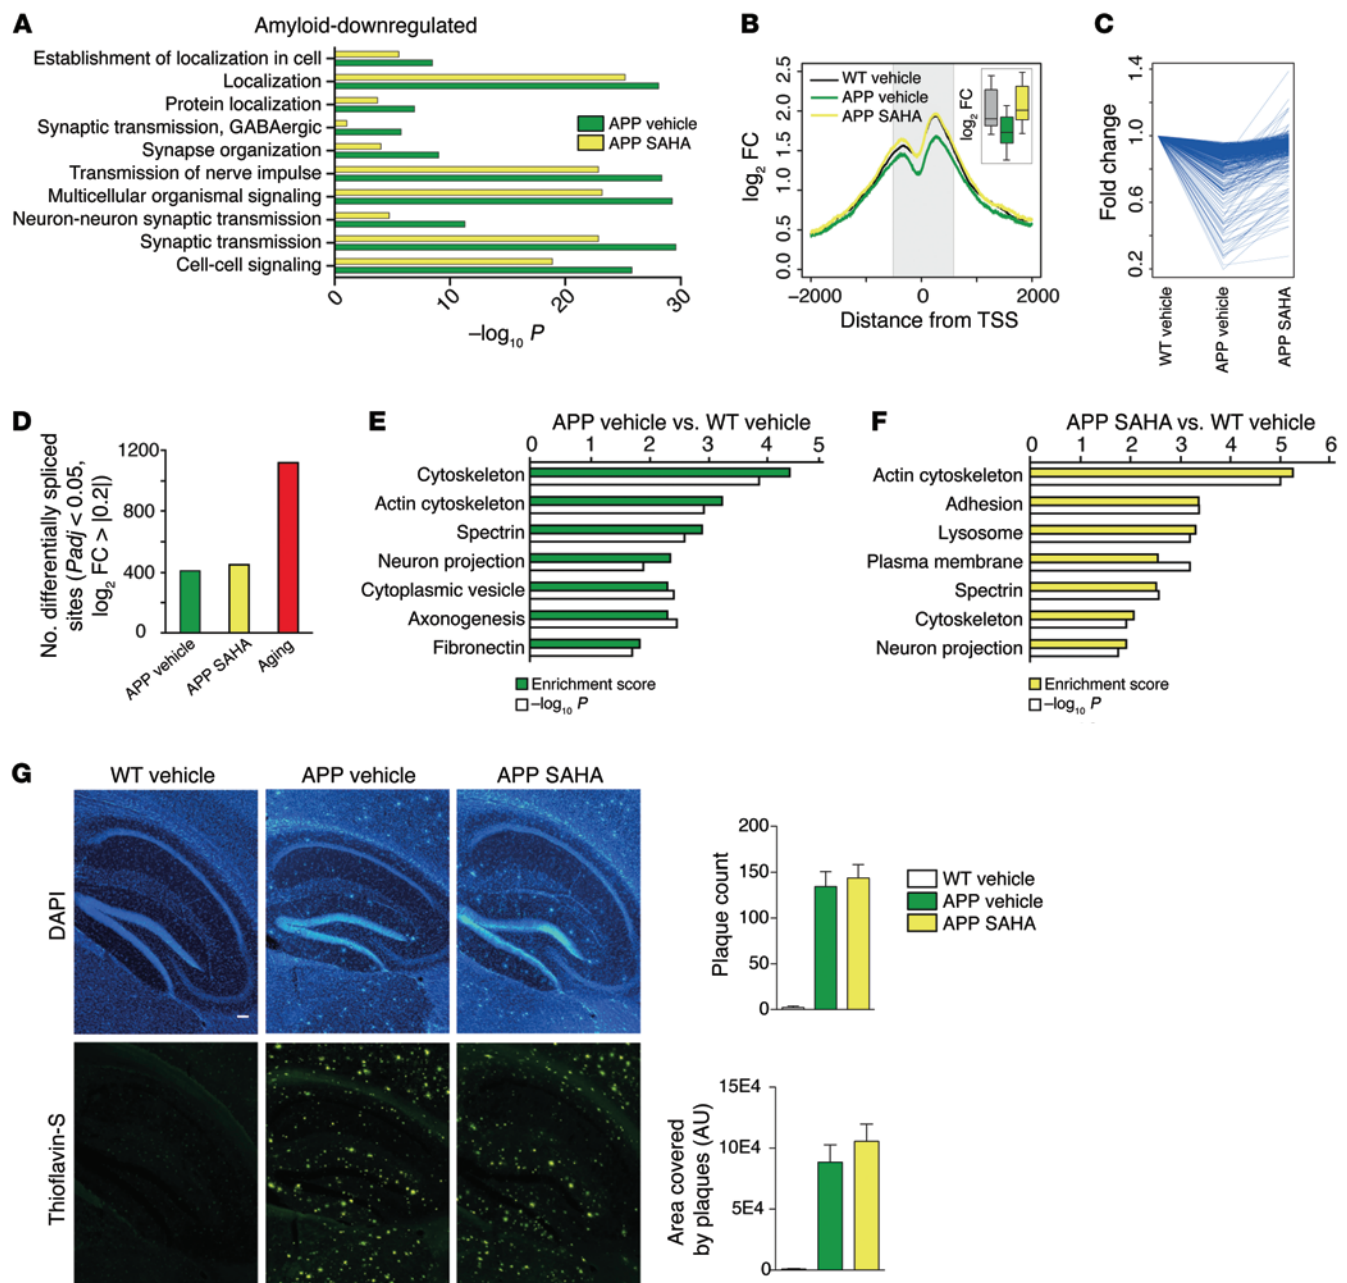 A
Amyloid-downregulated
Establishment of localization in cell
Localization
Protein localization
Synaptic transmission, GABAergic
Synapse organization
Transmission of nerve impulse
Multicellular organismal signaling
Neuron-neuron synaptic transmission
Synaptic transmission
Cell-cell signaling
APP vehicle
APP SAHA
0 10 20 30
–log10 P
B
log2 FC
2.5
2.0
1.5
1.0
0.5
0.0
WT vehicle
APP vehicle
APP SAHA
log2 FC
–2000 0 2000
Distance from TSS
C
Fold change
1.4
1.0
0.6
0.2
WT vehicle
APP vehicle
APP SAHA
D
No. differentially spliced
sites (Padj < 0.05,
log2 FC > |0.2|)
1200
800
400
0
APP vehicle
APP SAHA
Aging
E
APP vehicle vs. WT vehicle
0 1 2 3 4 5
Cytoskeleton
Actin cytoskeleton
Spectrin
Neuron projection
Cytoplasmic vesicle
Axonogenesis
Fibronectin
Enrichment score
–log10 P
F
APP SAHA vs. WT vehicle
0 1 2 3 4 5 6
Actin cytoskeleton
Adhesion
Lysosome
Plasma membrane
Spectrin
Cytoskeleton
Neuron projection
Enrichment score
–log10 P
G
WT vehicle
APP vehicle
APP SAHA
DAPI
Thioflavin-S
Plaque count
200
150
100
50
0
WT vehicle
APP vehicle
APP SAHA
Area covered
by plaques (AU)
15E4
10E4
5E4
0